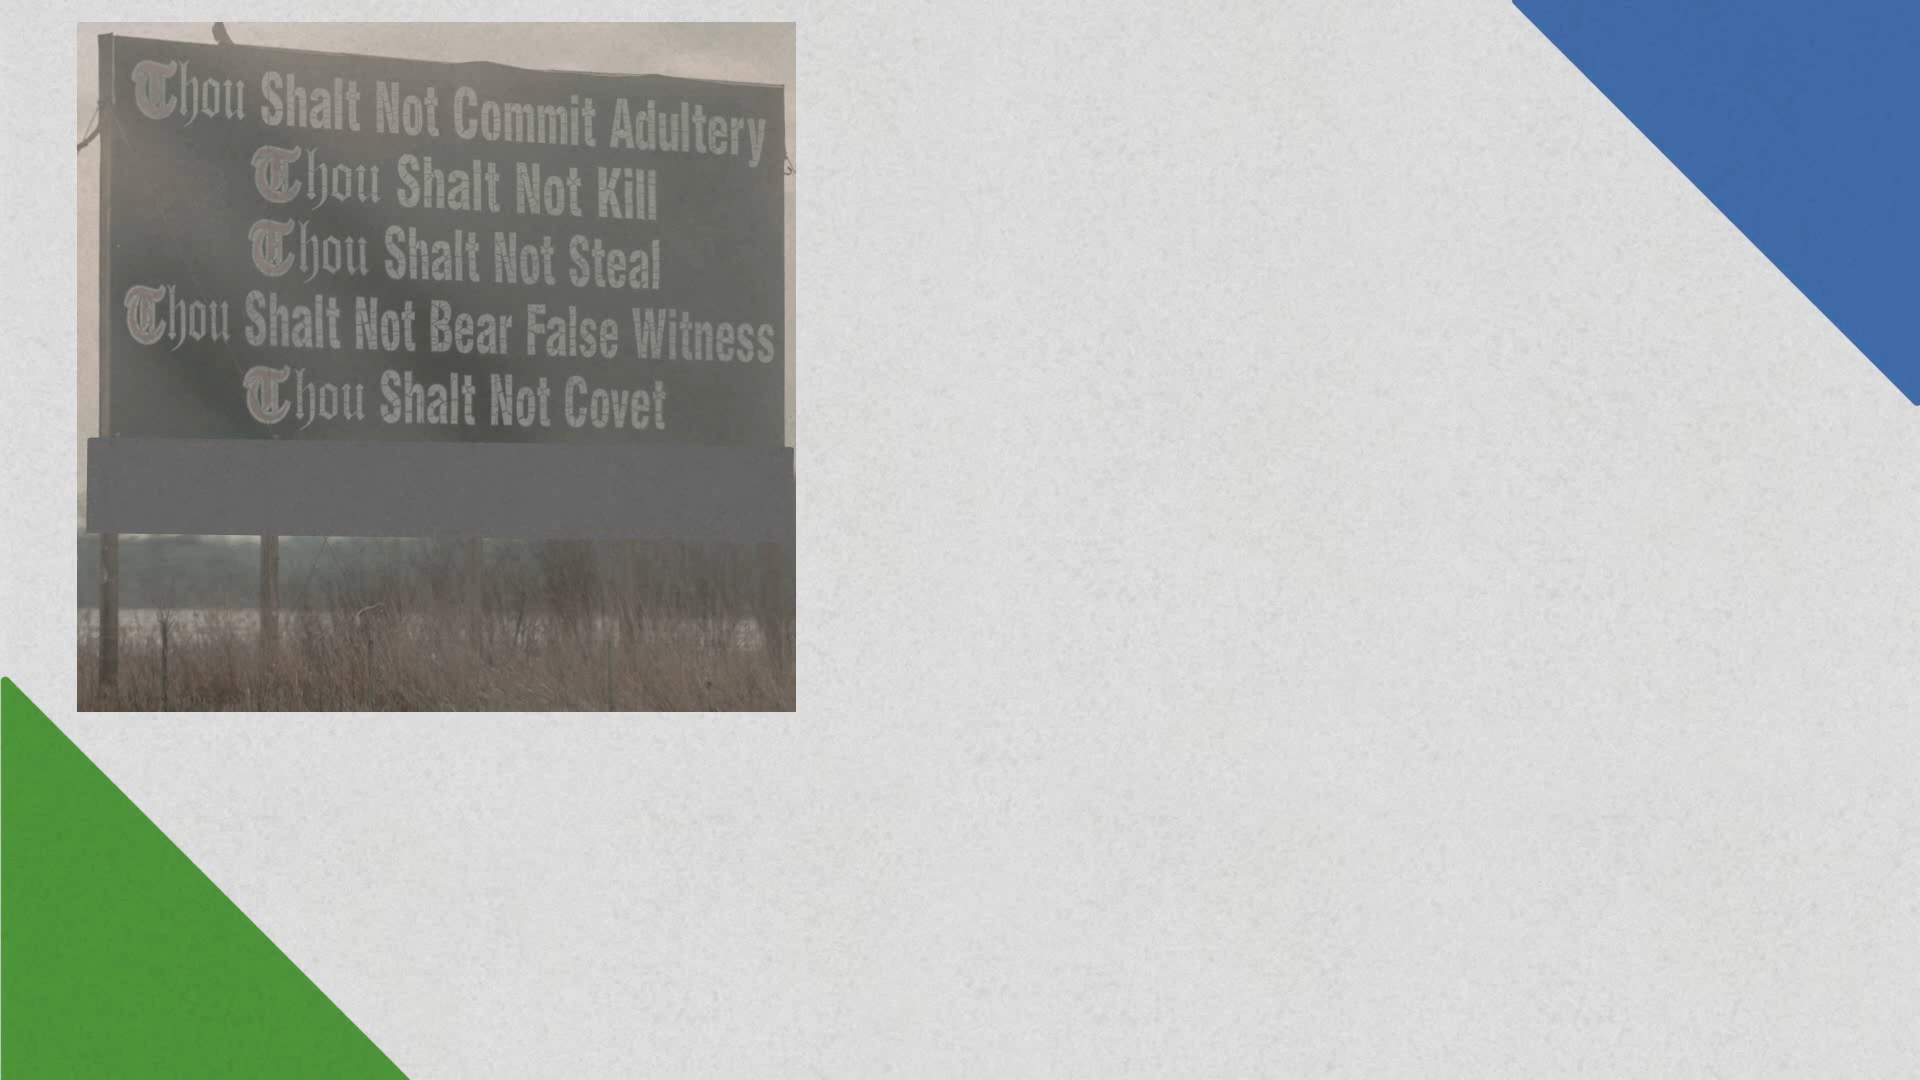 Thou Shalt Not Commit Adultery
Thou Shalt Not Kill
Thou Shalt Not Steal
Thou Shalt Not Bear False Witness
Thou Shalt Not Covet